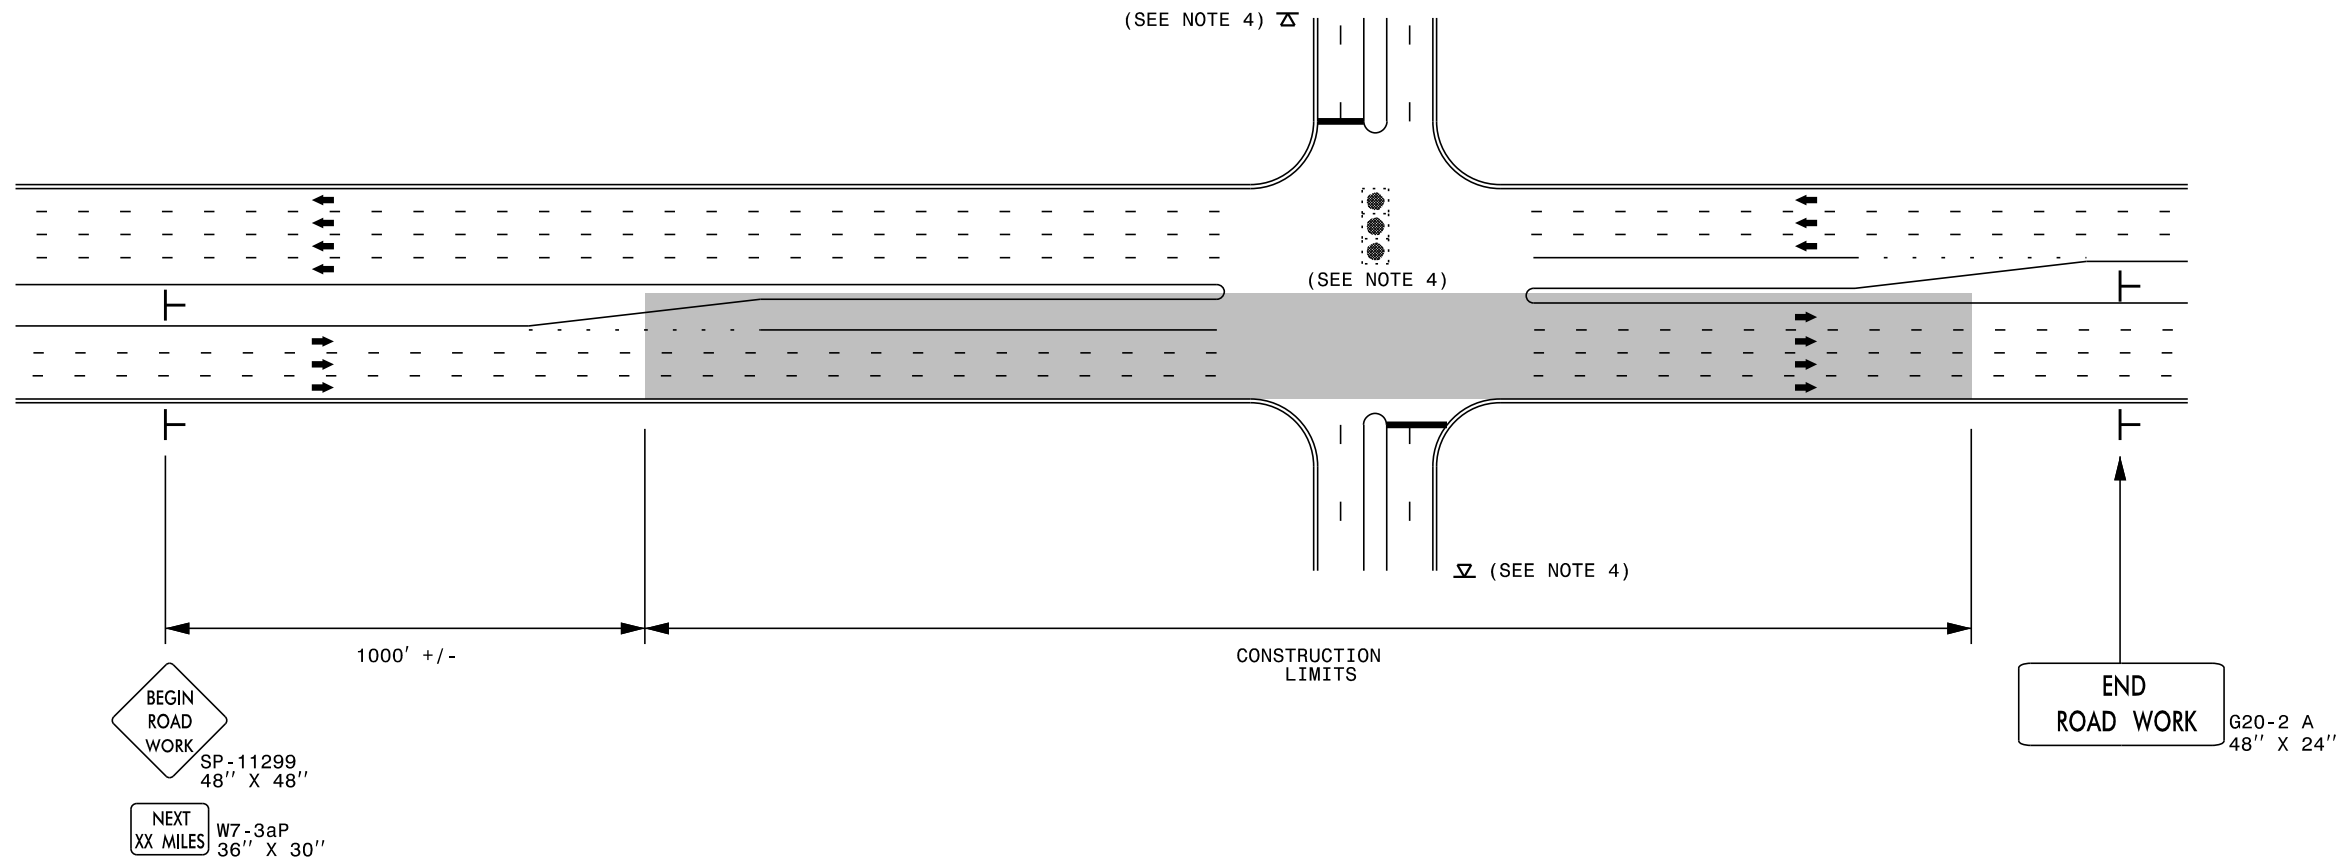 (SEE NOTE 4)
(SEE NOTE 4)
(SEE NOTE 4)
1000' +/-
CONSTRUCTION
LIMITS
BEGIN
ROAD
WORK
SP-11299
48'' X 48''
NEXT
XX MILES
W7-3aP
36'' X 30''
END
ROAD WORK
G20-2 A
48'' X 24''